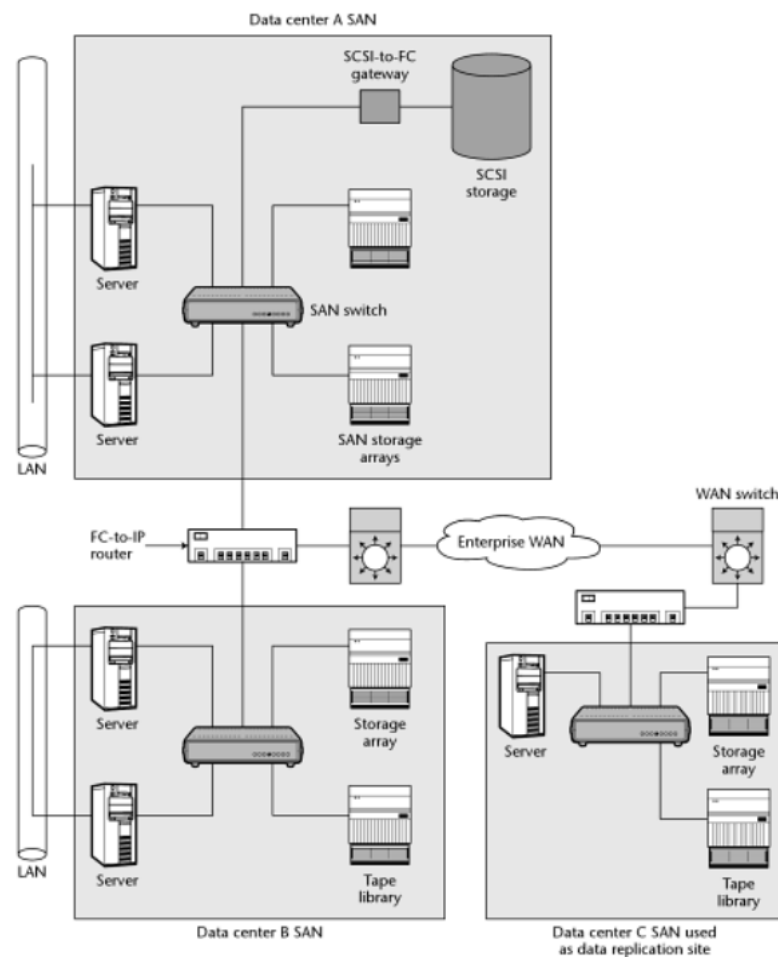 Data center A SAN
SCSI-to-FC
gateway
SCSI
storage
Server
SAN switch
Server
SAN storage
arrays
LAN
WAN switch
FC-to-IP
router
Enterprise WAN
Server
Storage
array
Server
Storage
array
Server
Tape
library
LAN
Tape
library
Data center B SAN
Data center C SAN used
as data replication site